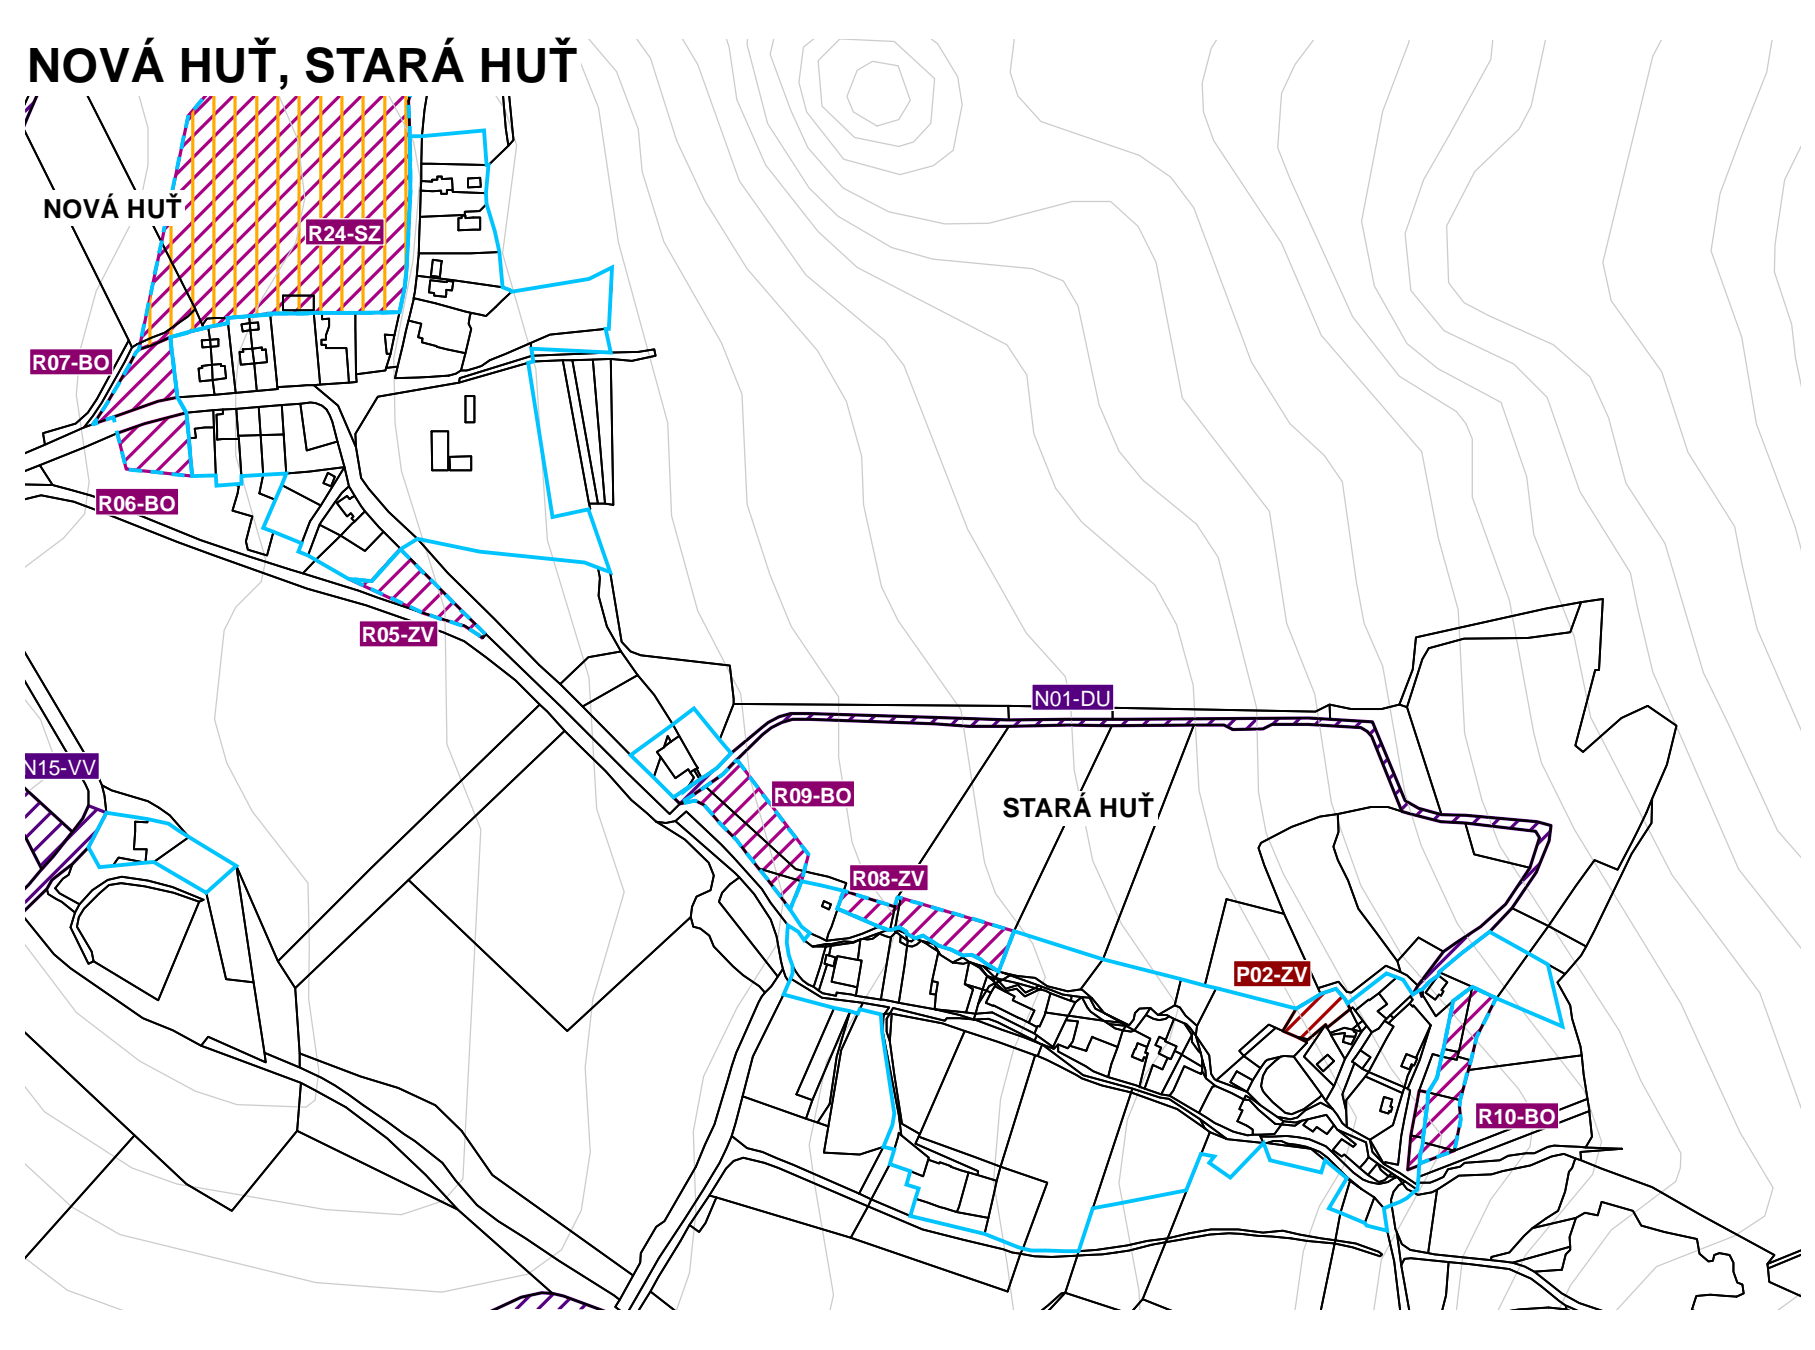 NOVÁ HUŤ, STARÁ HUŤ
NOVÁ HUŤ
R24-SZ
R07-BO
R06-BO
R05-ZV
N01-DU
N15-VV
R09-BO
STARÁ HUŤ
R08-ZV
P02-ZV
R10-BO